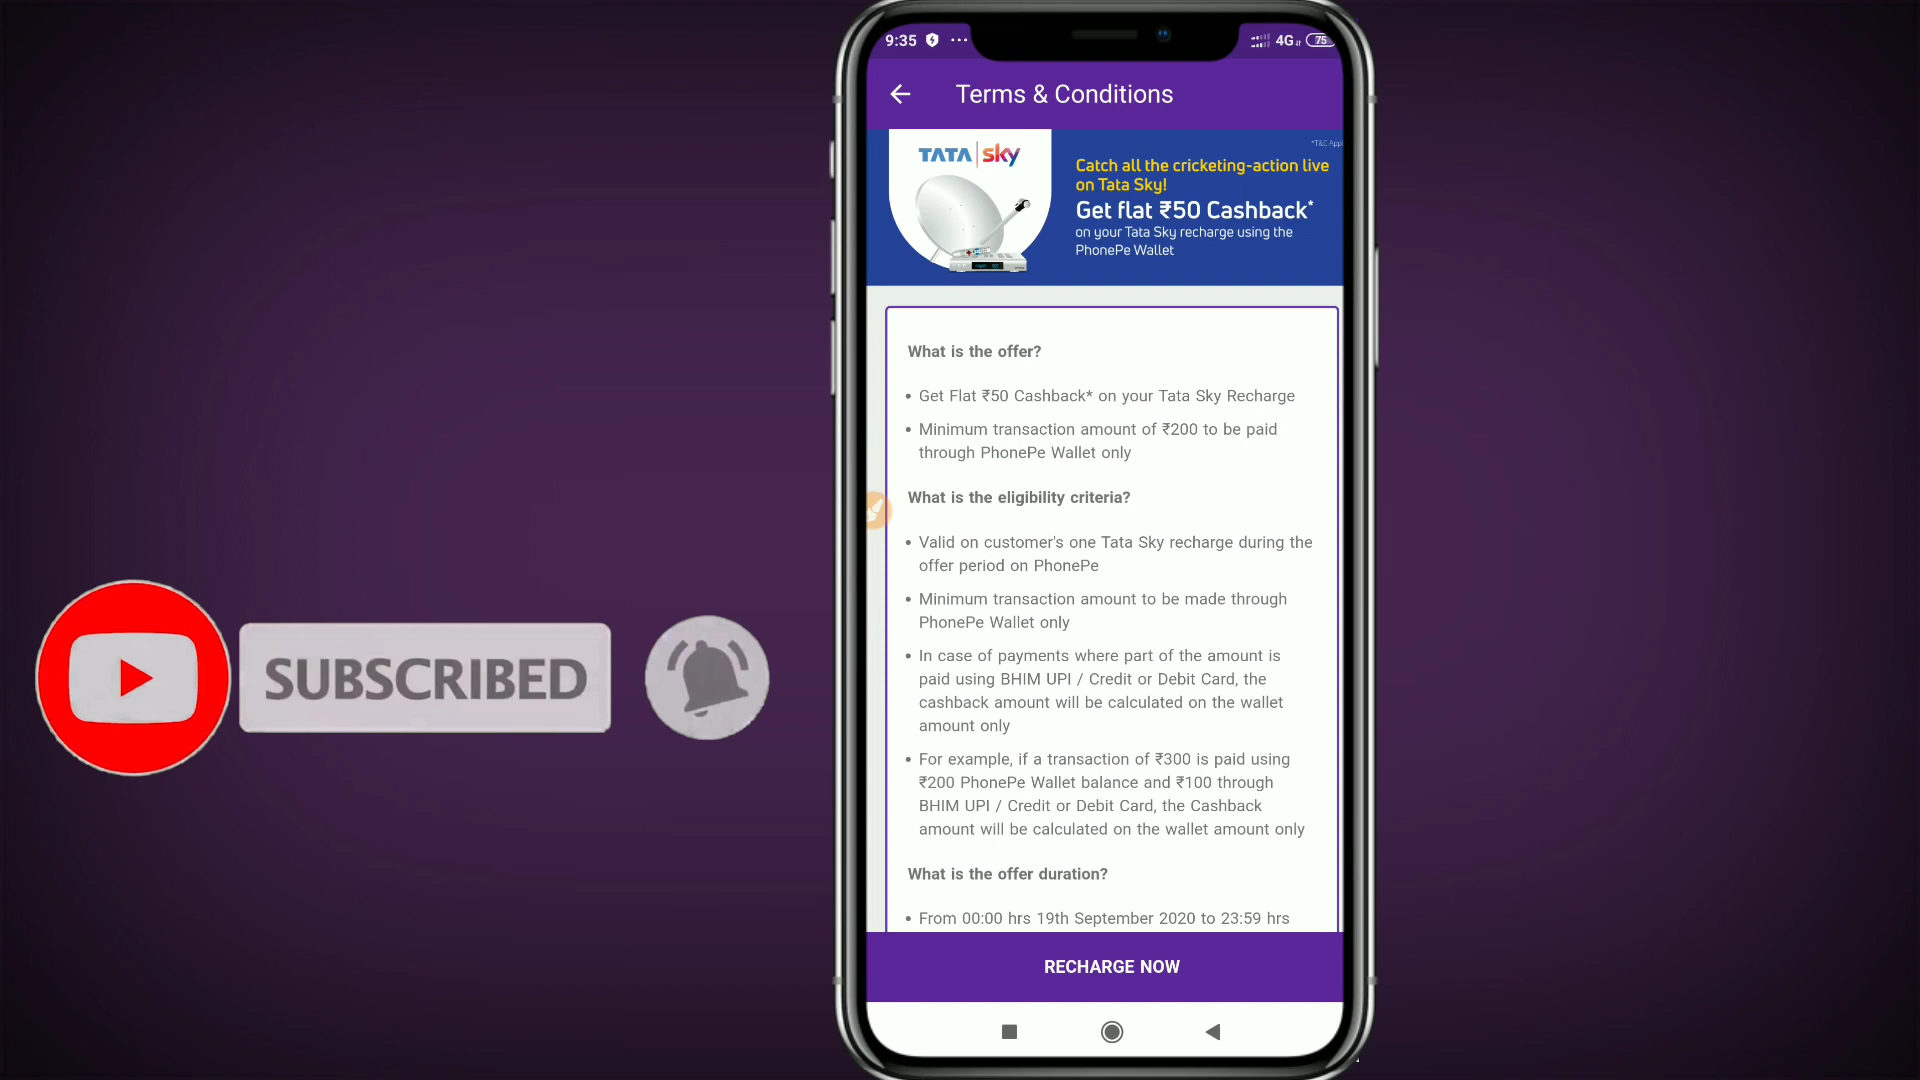 9:35
4G
75
Terms & Conditions
*T&C Appl
TATA sky
Catch all the cricketing-action live
on Tata Sky!
Get flat ₹50 Cashback*
on your Tata Sky recharge using the
PhonePe Wallet
What is the offer?
• Get Flat ₹50 Cashback* on your Tata Sky Recharge
• Minimum transaction amount of ₹200 to be paid
through PhonePe Wallet only
What is the eligibility criteria?
• Valid on customer's one Tata Sky recharge during the
offer period on PhonePe
• Minimum transaction amount to be made through
PhonePe Wallet only
• In case of payments where part of the amount is
paid using BHIM UPI / Credit or Debit Card, the
cashback amount will be calculated on the wallet
amount only
• For example, if a transaction of ₹300 is paid using
₹200 PhonePe Wallet balance and ₹100 through
BHIM UPI / Credit or Debit Card, the Cashback
amount will be calculated on the wallet amount only
What is the offer duration?
• From 00:00 hrs 19th September 2020 to 23:59 hrs
RECHARGE NOW
SUBSCRIBED